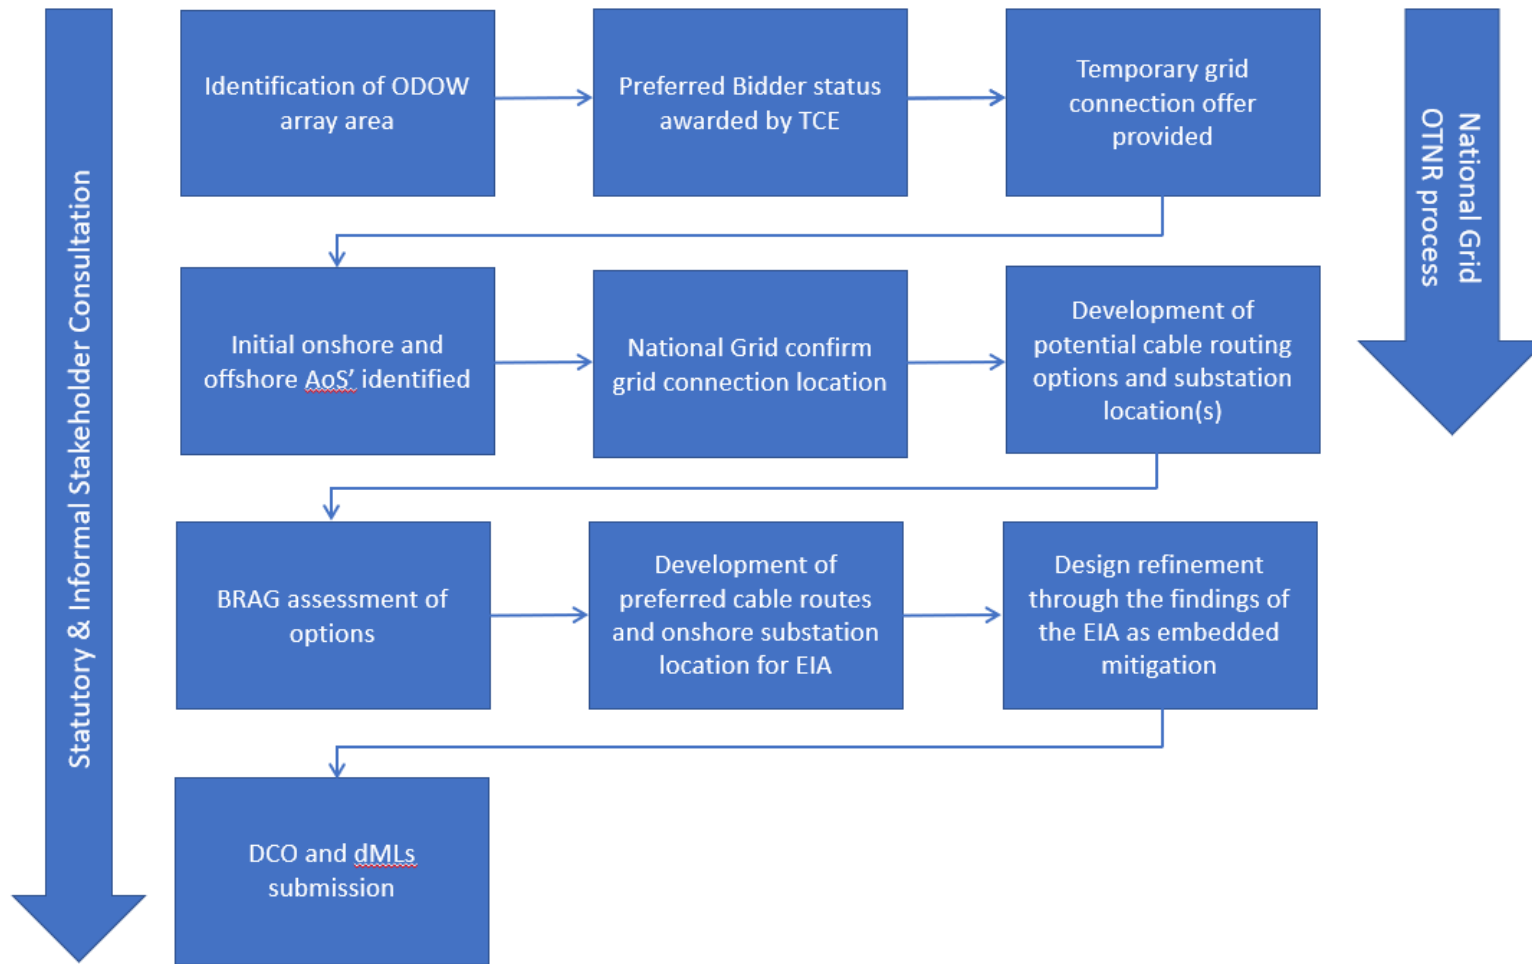 Statutory & Informal Stakeholder Consultation
Identification of ODOW
array area
Preferred Bidder status
awarded by TCE
Temporary grid
connection offer
provided
National Grid
OTNR process
Initial onshore and
offshore AoS’ identified
National Grid confirm
grid connection location
Development of
potential cable routing
options and substation
location(s)
BRAG assessment of
options
Development of
preferred cable routes
and onshore substation
location for EIA
Design refinement
through the findings of
the EIA as embedded
mitigation
DCO and dMLs
submission